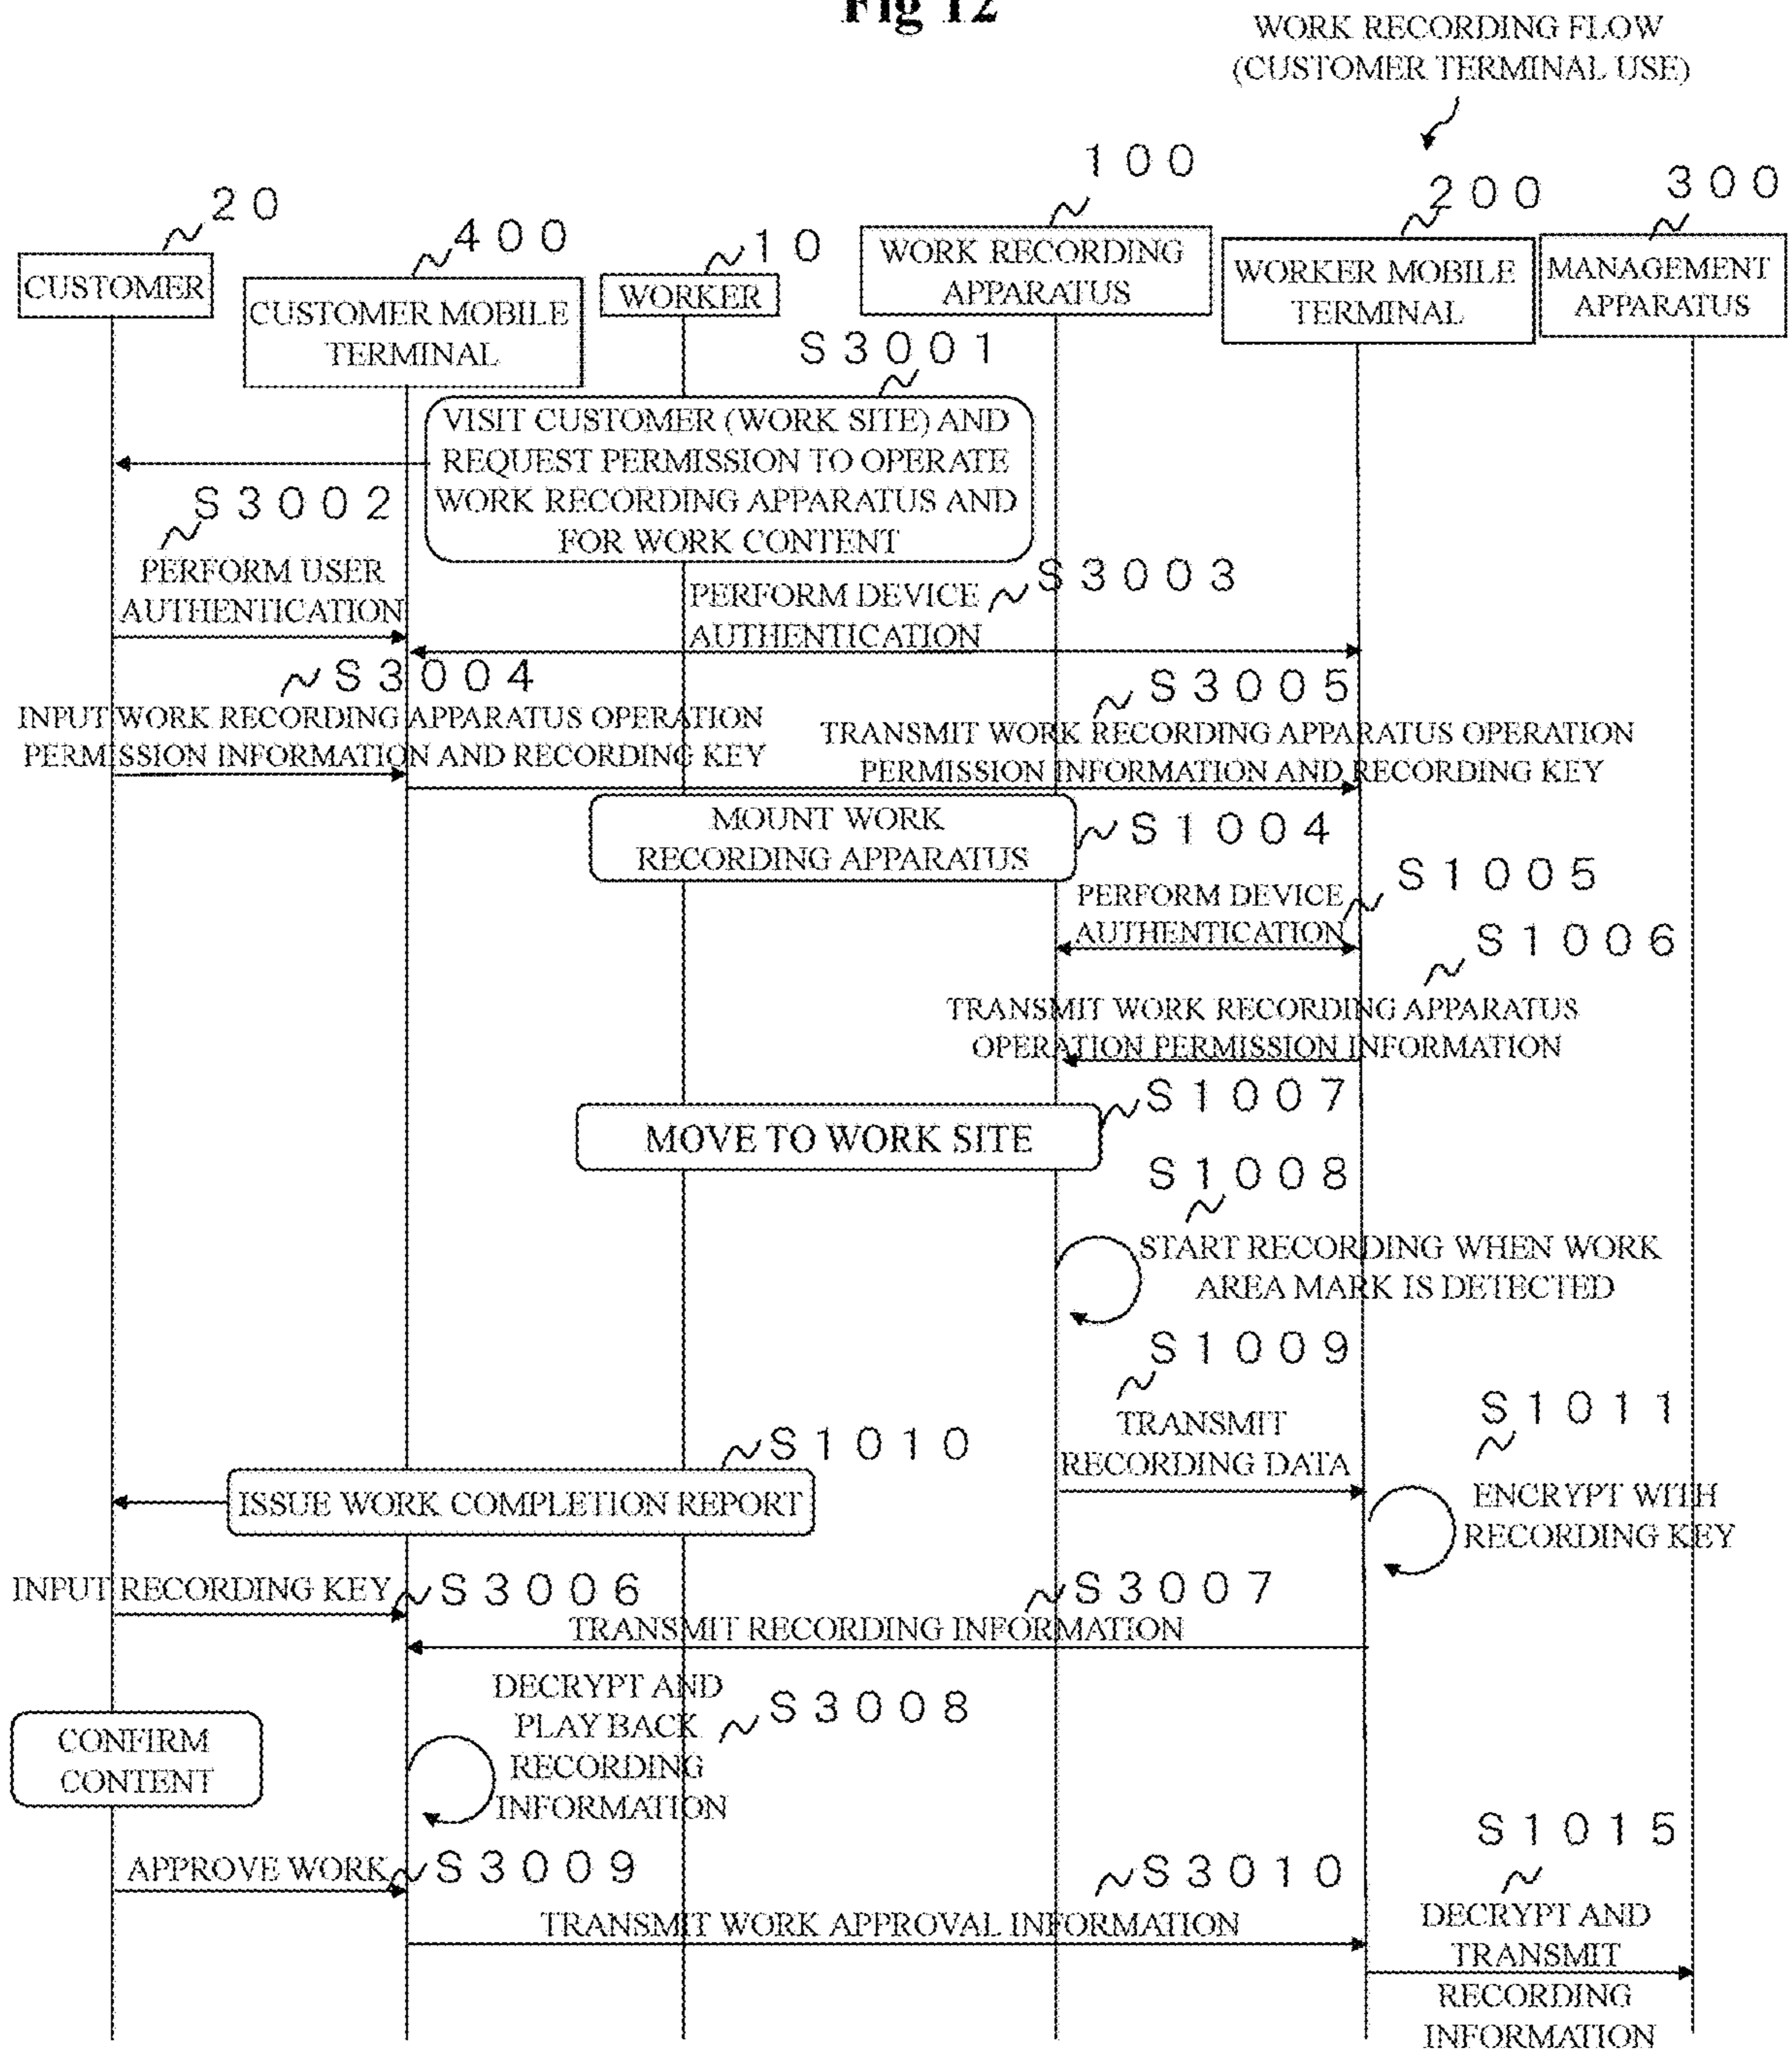 Fig 12
WORK RECORDING FLOW
(CUSTOMER TERMINAL USE)
100
200
300
20
400
10
CUSTOMER
CUSTOMER MOBILE
TERMINAL
WORKER
WORK RECORDING
APPARATUS
WORKER MOBILE
TERMINAL
MANAGEMENT
APPARATUS
S3001
VISIT CUSTOMER (WORK SITE) AND
REQUEST PERMISSION TO OPERATE
WORK RECORDING APPARATUS AND
FOR WORK CONTENT
S3002
PERFORM USER
AUTHENTICATION
S3003
PERFORM DEVICE
AUTHENTICATION
S3004
INPUT WORK RECORDING APPARATUS OPERATION
PERMISSION INFORMATION AND RECORDING KEY
S3005
TRANSMIT WORK RECORDING APPARATUS OPERATION
PERMISSION INFORMATION AND RECORDING KEY
MOUNT WORK
RECORDING APPARATUS
S1004
S1005
PERFORM DEVICE
AUTHENTICATION
S1006
TRANSMIT WORK RECORDING APPARATUS
OPERATION PERMISSION INFORMATION
S1007
MOVE TO WORK SITE
S1008
START RECORDING WHEN WORK
AREA MARK IS DETECTED
S1009
TRANSMIT
RECORDING DATA
S1010
ISSUE WORK COMPLETION REPORT
S1011
ENCRYPT WITH
RECORDING KEY
INPUT RECORDING KEY
S3006
S3007
TRANSMIT RECORDING INFORMATION
DECRYPT AND
PLAY BACK
RECORDING
INFORMATION
S3008
CONFIRM
CONTENT
APPROVE WORK
S3009
S3010
TRANSMIT WORK APPROVAL INFORMATION
S1015
DECRYPT AND
TRANSMIT
RECORDING
INFORMATION